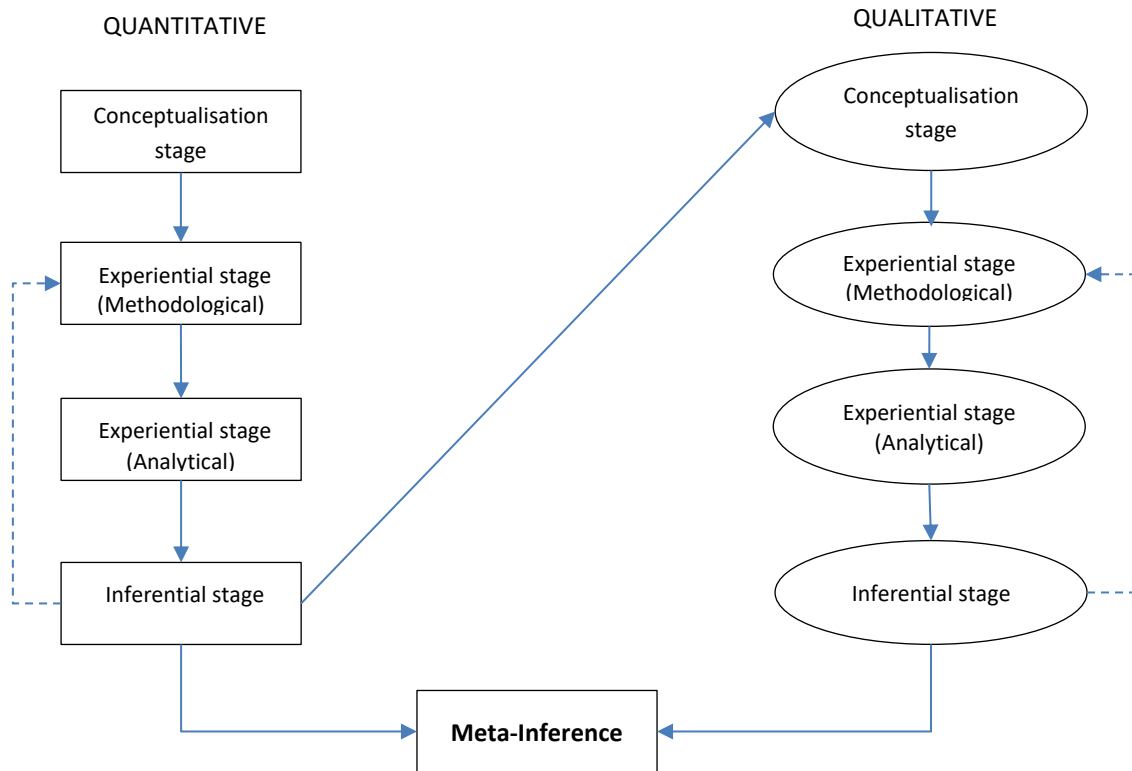 QUANTITATIVE
Conceptualisation
stage
Experiential stage
(Methodological)
Experiential stage
(Analytical)
Inferential stage
QUALITATIVE
Conceptualisation
stage
Experiential stage
(Methodological)
Experiential stage
(Analytical)
Inferential stage
Meta-Inference